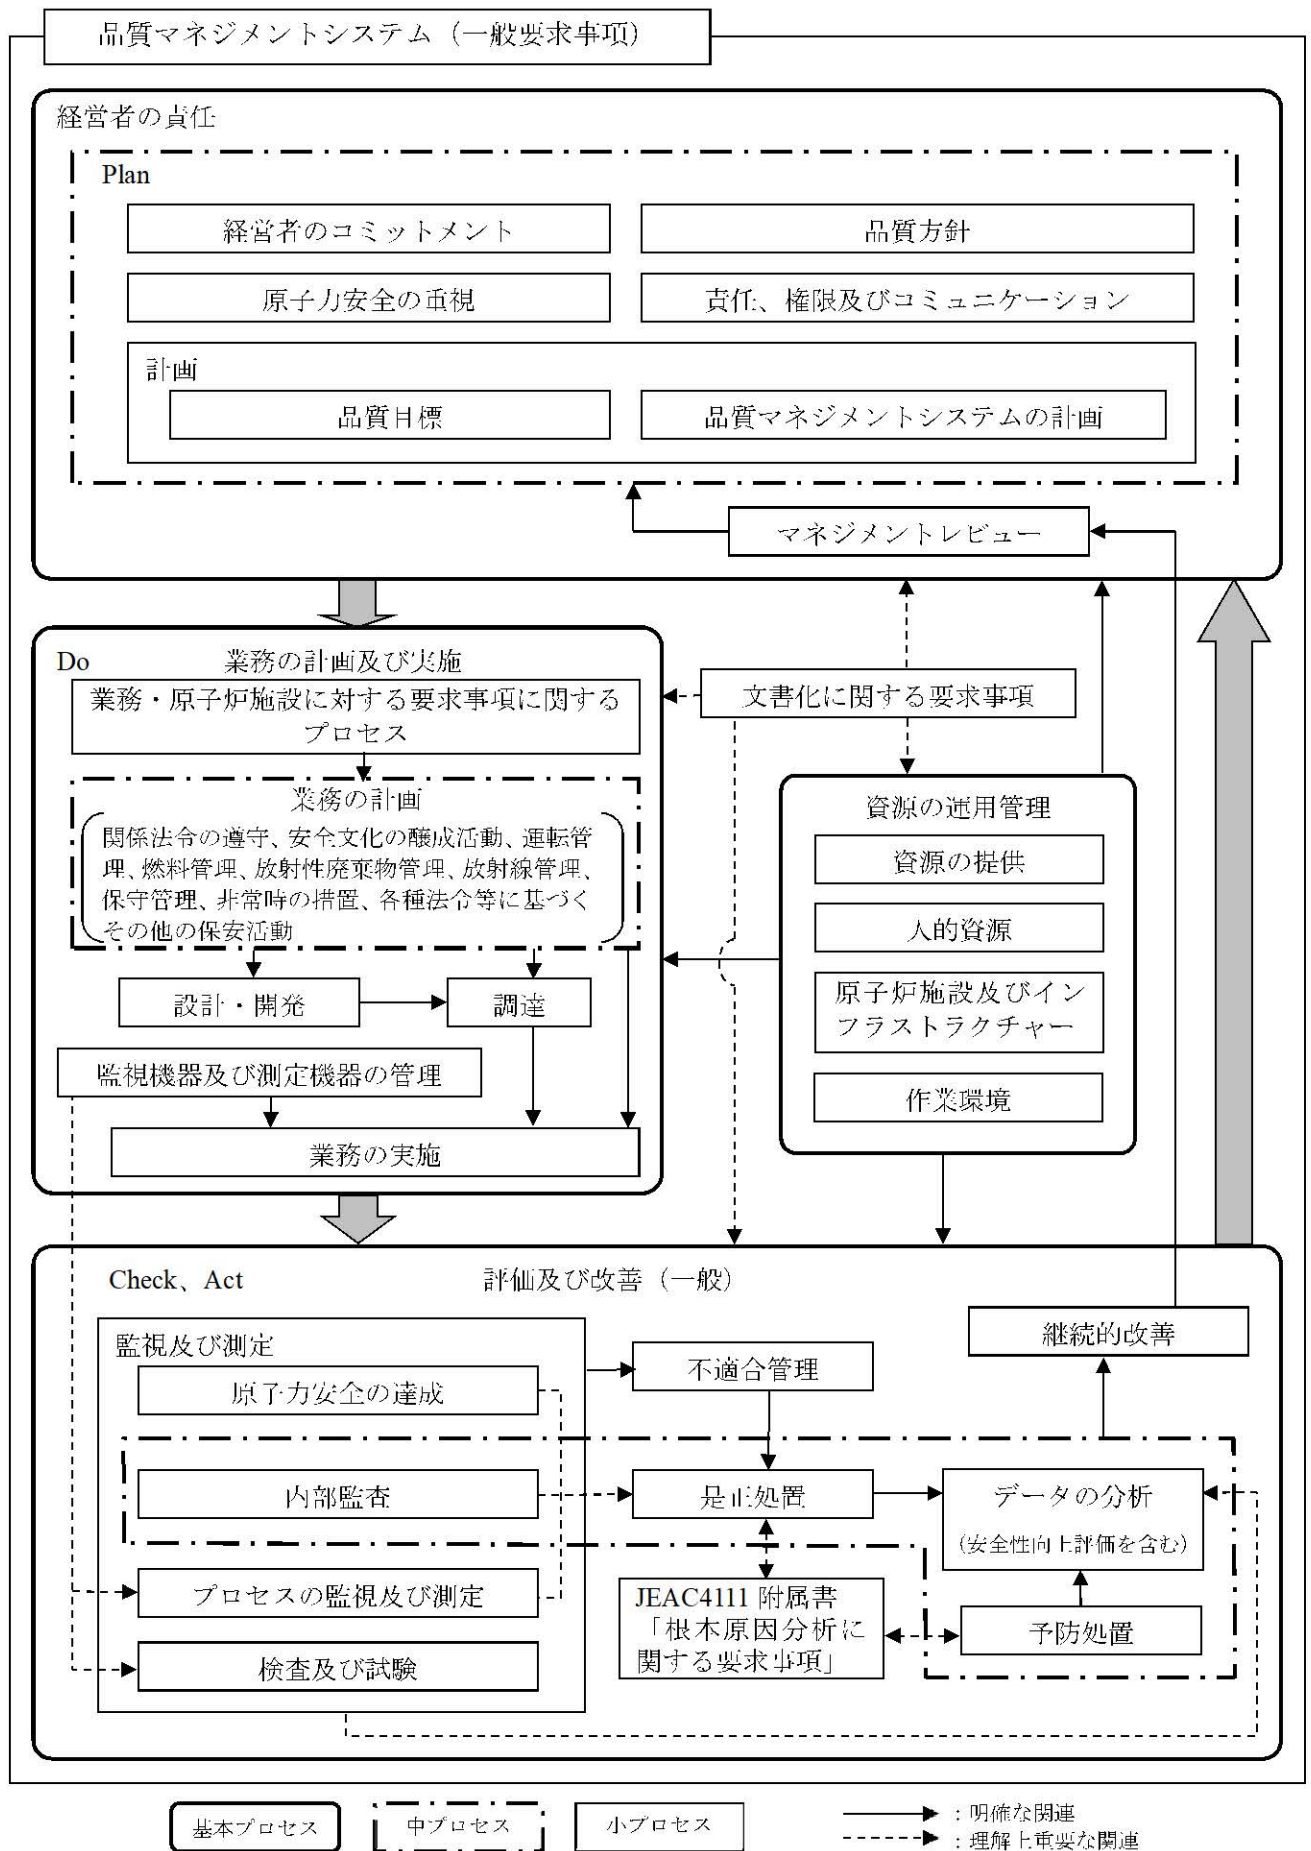 品質マネジメントシステム（一般要求事項）
経営者の責任
Plan
経営者のコミットメント
品質方針
原子力安全の重視
責任、権限及びコミュニケーション
計画
品質目標
品質マネジメントシステムの計画
マネジメントレビュー
Do
業務の計画及び実施
業務・原子炉施設に対する要求事項に関する
プロセス
業務の計画
関係法令の遵守、安全文化の醸成活動、運転管
理、燃料管理、放射性廃棄物管理、放射線管理、
保守管理、非常時の措置、各種法令等に基づく
その他の保安活動
設計・開発
調達
監視機器及び測定機器の管理
業務の実施
文書化に関する要求事項
資源の運用管理
資源の提供
人的資源
原子炉施設及びイン
フラストラクチャー
作業環境
Check、Act
評価及び改善（一般）
監視及び測定
原子力安全の達成
内部監査
プロセスの監視及び測定
検査及び試験
不適合管理
是正処置
JEAC4111 附属書
「根本原因分析に
関する要求事項」
継続的改善
データの分析
（安全性向上評価を含む）
予防処置
基本プロセス
中プロセス
小プロセス
：明確な関連
：理解上重要な関連